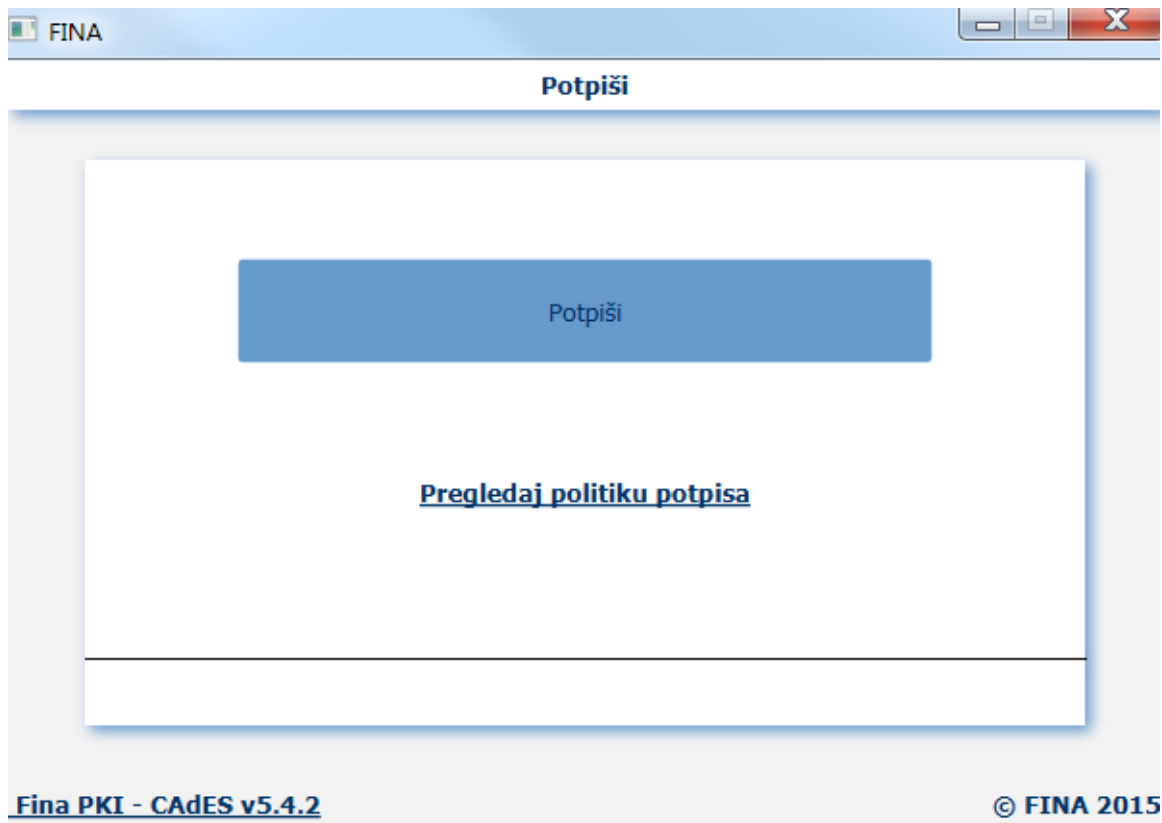 FINA
Potpiši
Potpiši
Pregledaj politiku potpisa
Fina PKI - CAdES v5.4.2
© FINA 2015